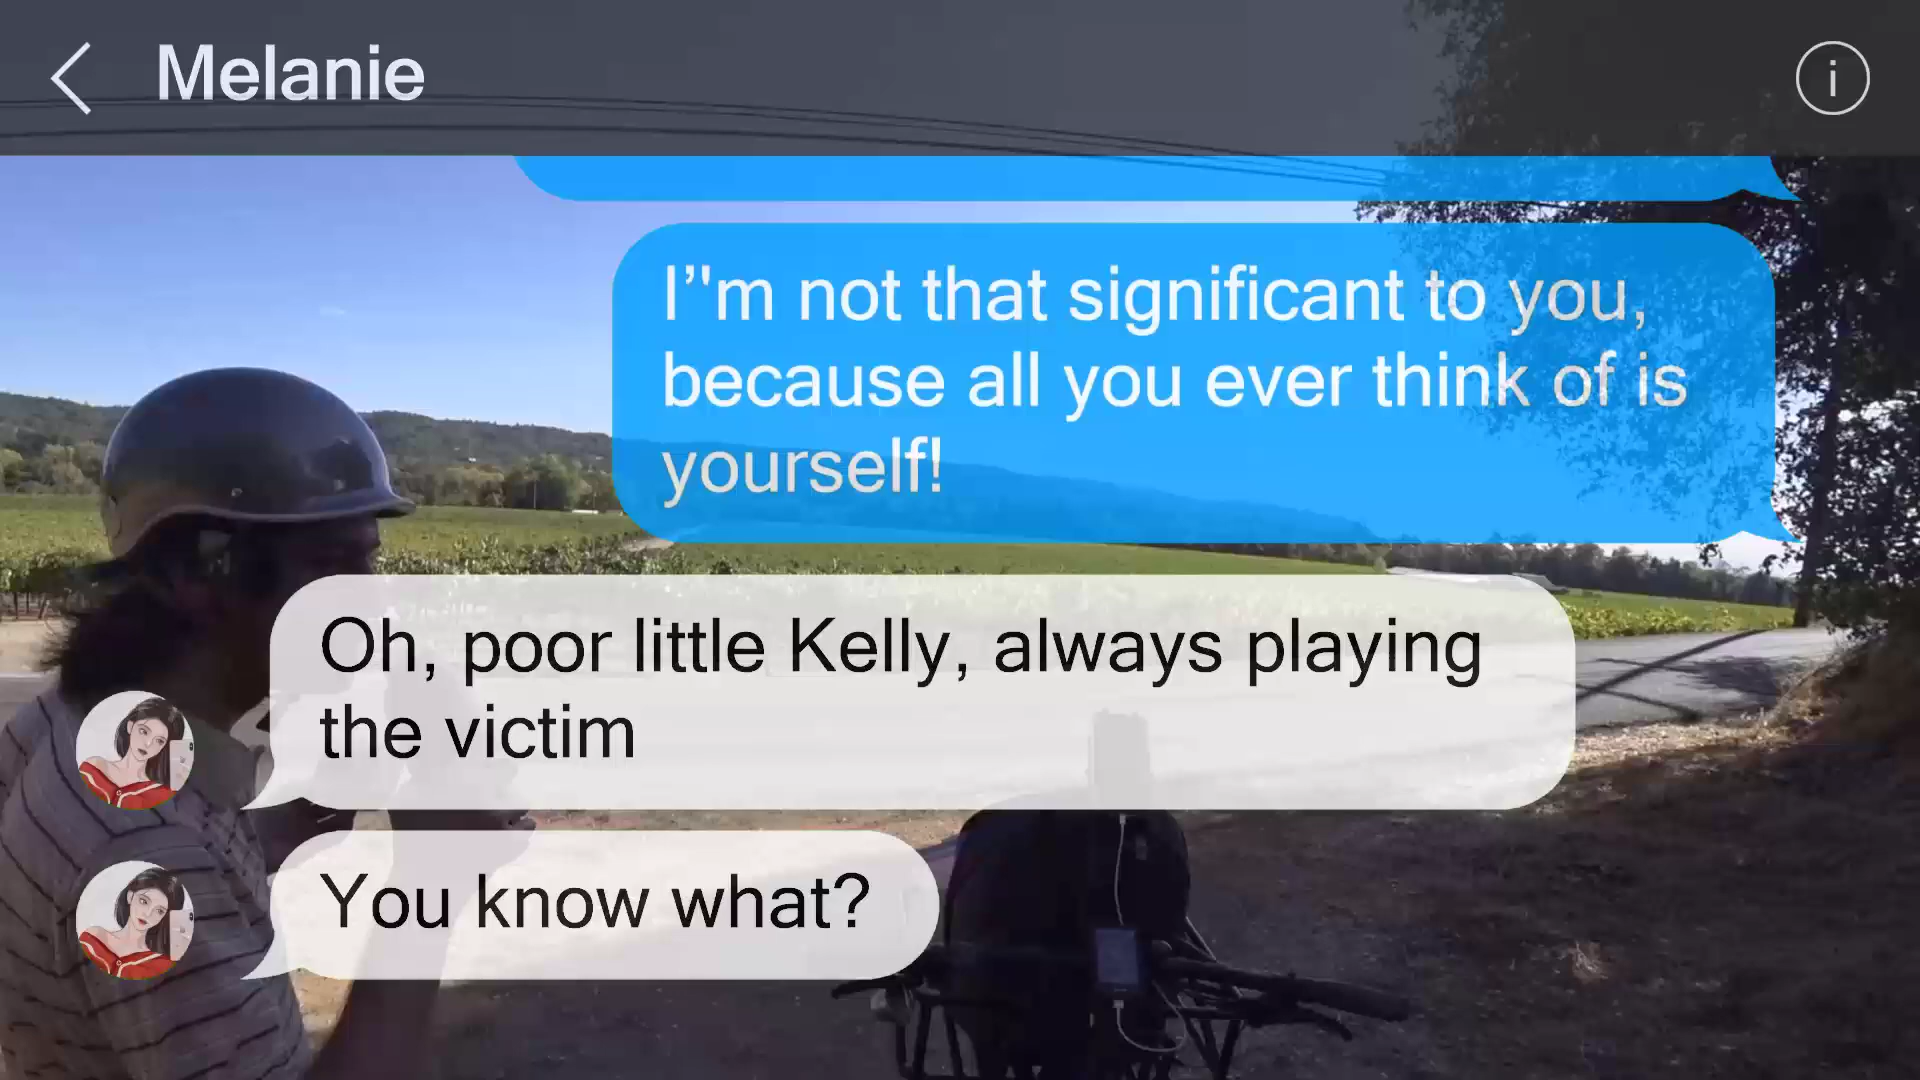 Melanie
i
I’'m not that significant to you,
because all you ever think of is
yourself!
Oh, poor little Kelly, always playing
the victim
You know what?